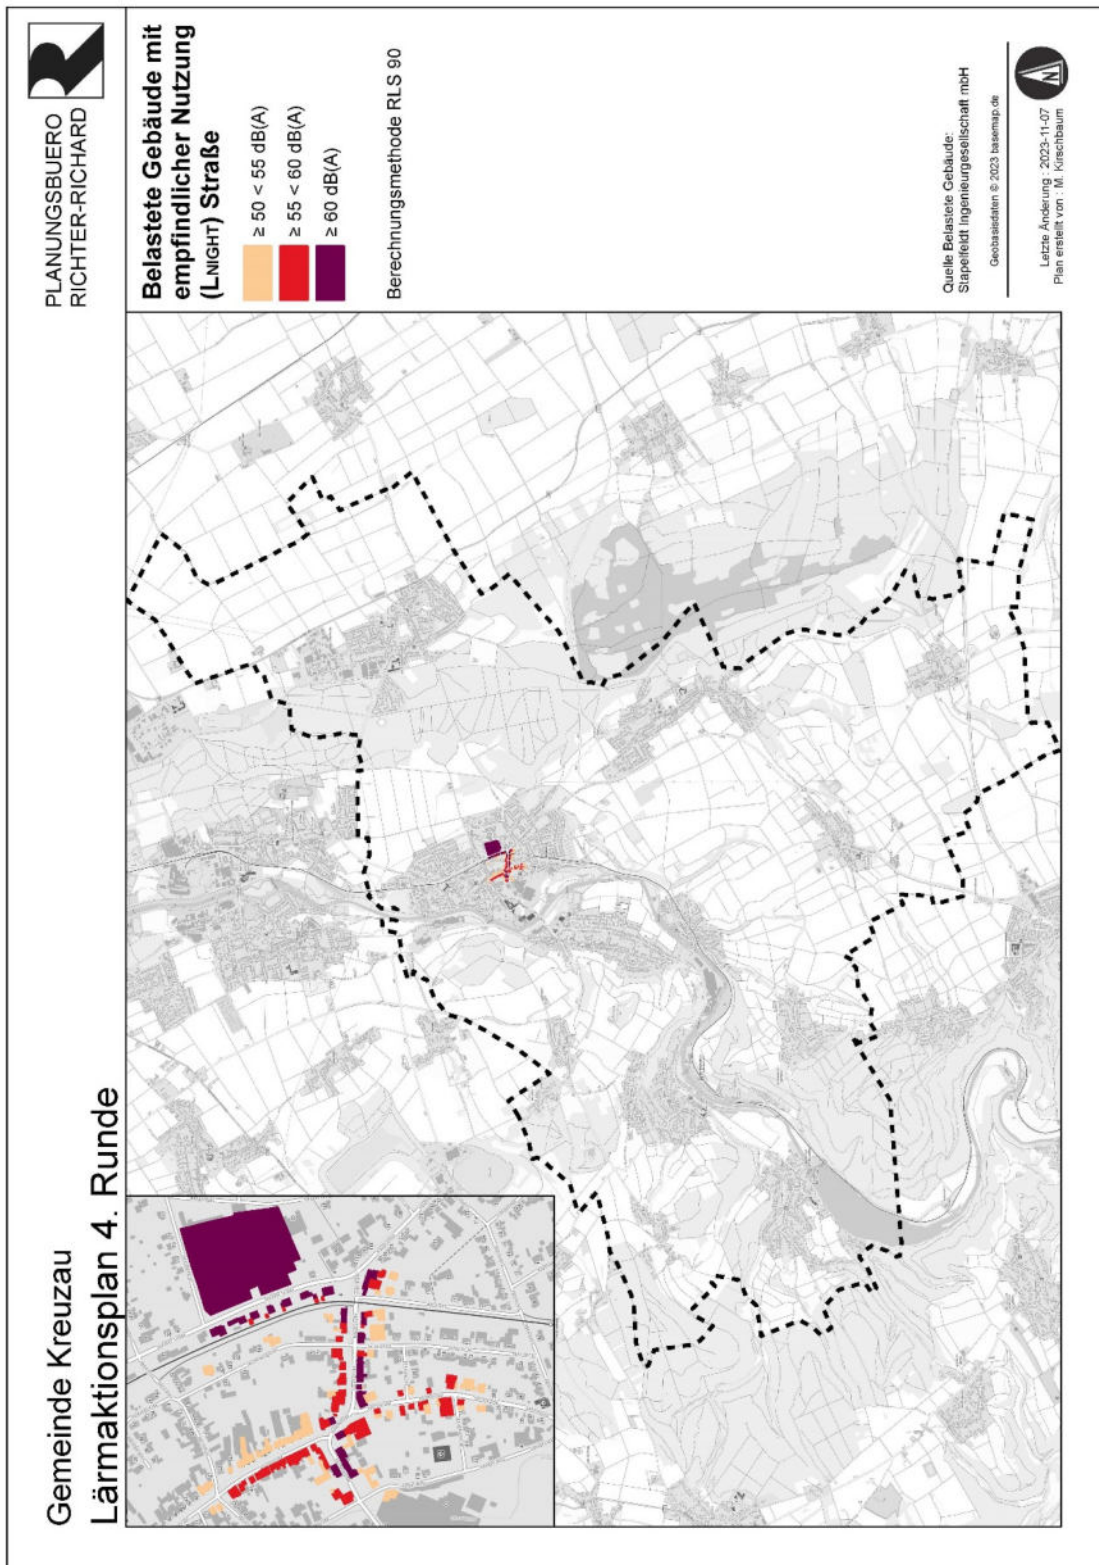 Gemeinde Kreuzau
Lärmaktionsplan 4. Runde
PLANUNGSBUERO
RICHTER-RICHARD
Belastete Gebäude mit
empfindlicher Nutzung
(LNIGHT) Straße
≥ 50 < 55 dB(A)
≥ 55 < 60 dB(A)
≥ 60 dB(A)
Berechnungsmethode RLS 90
Quelle Belastete Gebäude:
Stapelfeldt Ingenieurgesellschaft mbH
Geobasisdaten © 2023 basemap.de
Letzte Änderung : 2023-11-07
Plan erstellt von : M. Kirschbaum
N